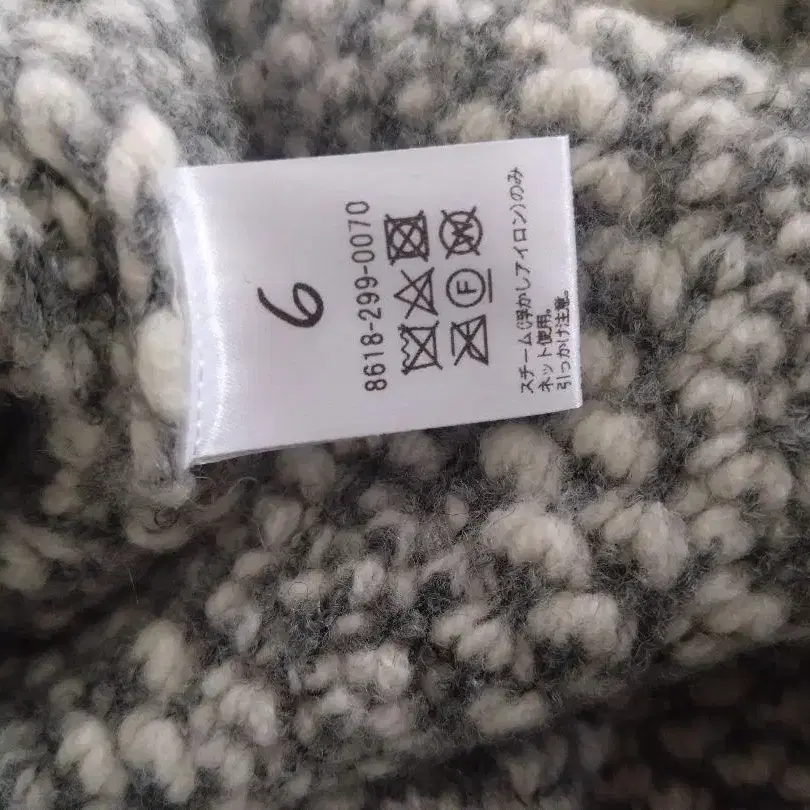 6
8618-299-0070
F W
スチーム(浮かしアイロン)のみ
ネット使用。
引っかけ注意。